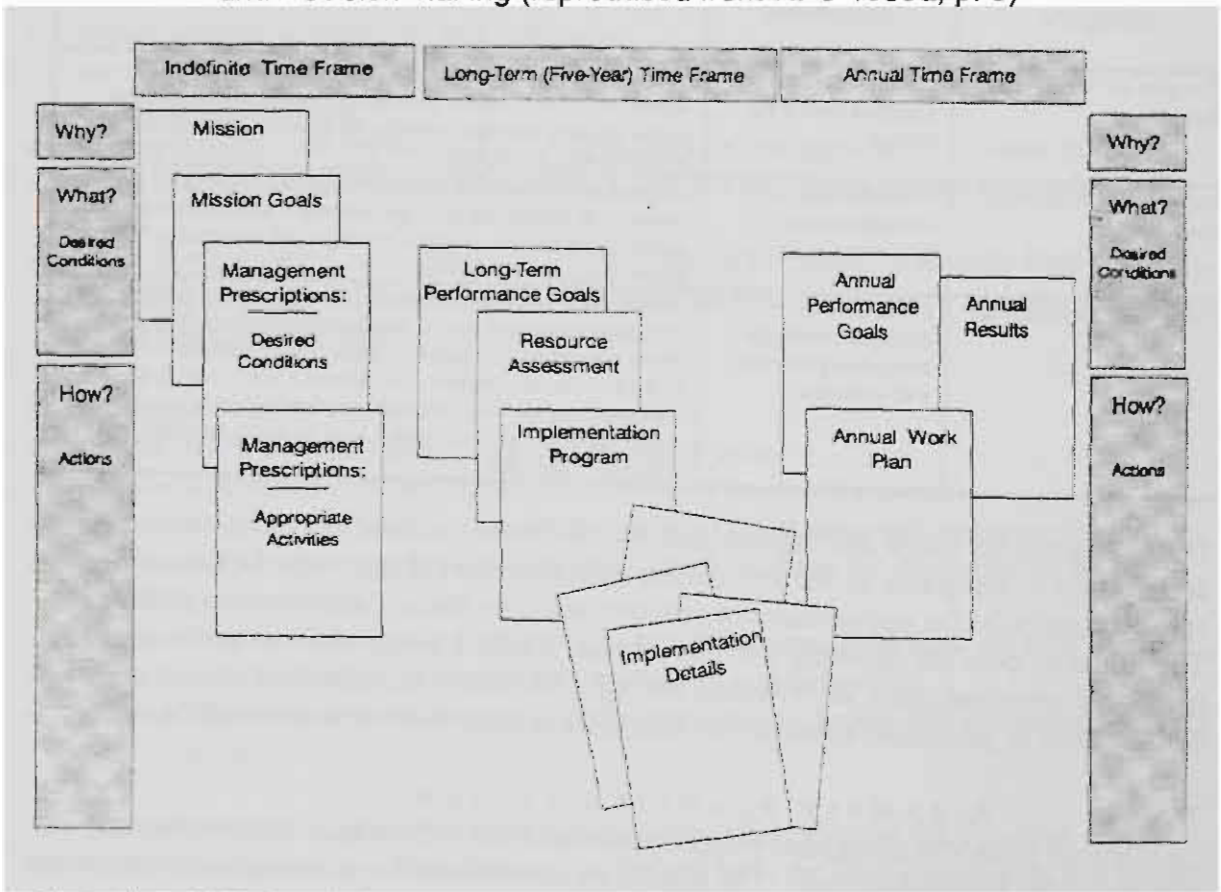 (reproduced from
Indefinite Time Frame
Long-Term (Five-Year) Time Frame
Annual Time Frame
Why?
What?
Desired
Conditions
How?
Actions
Mission
Mission Goals
Management
Prescriptions:
Desired
Conditions
Management
Prescriptions:
Appropriate
Activities
Long-Term
Performance Goals
Resource
Assessment
Implementation
Program
Implementation
Details
Annual
Performance
Goals
Annual
Results
Annual Work
Plan
Why?
What?
Desired
Conditions
How?
Actions